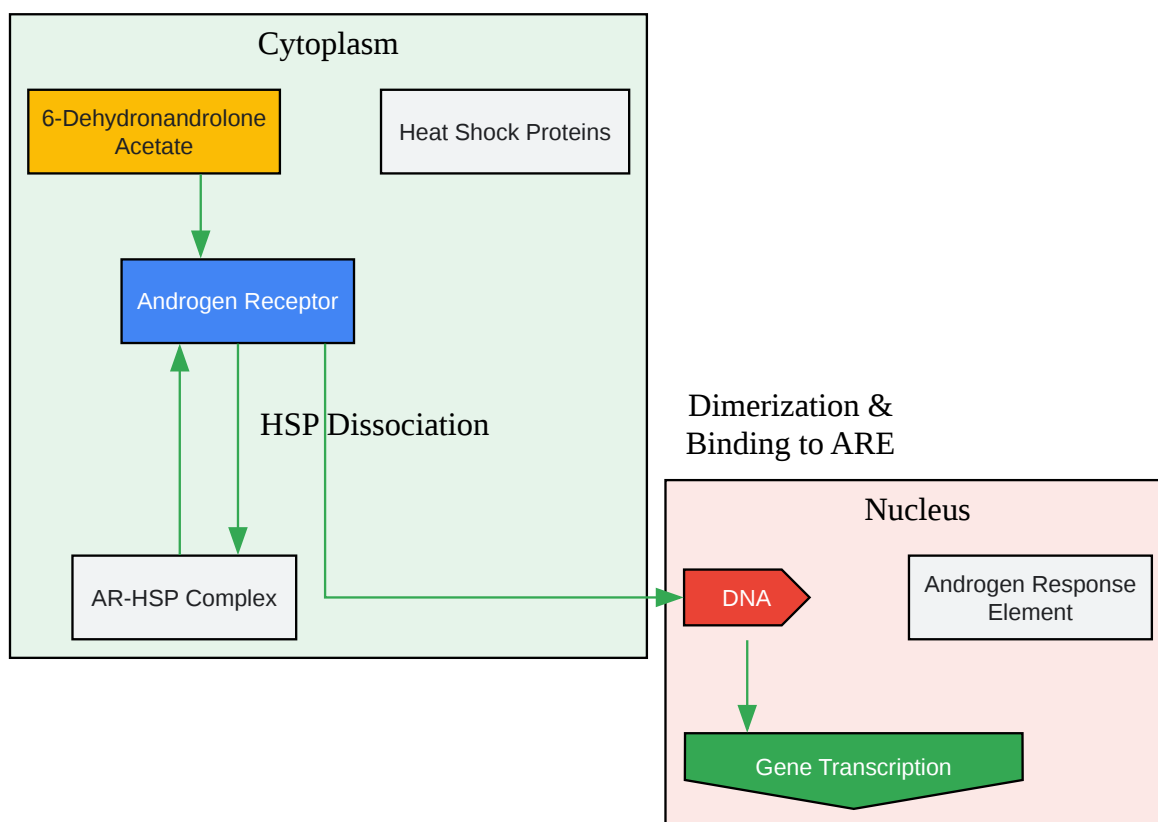 Cytoplasm
6-Dehydronandrolone
Acetate
Heat Shock Proteins
Androgen Receptor
HSP Dissociation
AR-HSP Complex
Dimerization &
Binding to ARE
Nucleus
DNA
Androgen Response
Element
Gene Transcription